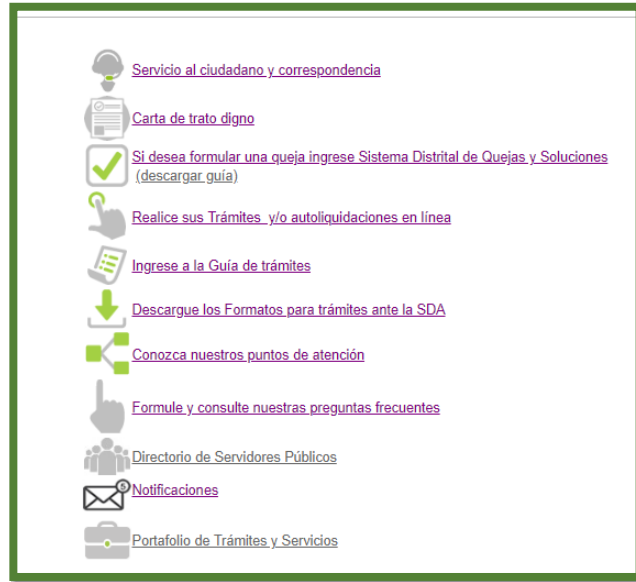 Servicio al ciudadano y correspondencia
Carta de trato digno
Si desea formular una queja ingrese Sistema Distrital de Quejas y Soluciones
(descargar guía)
Realice sus Trámites y/o autoliquidaciones en línea
Ingrese a la Guía de trámites
Descargue los Formatos para trámites ante la SDA
Conozca nuestros puntos de atención
Formule y consulte nuestras preguntas frecuentes
Directorio de Servidores Públicos
5
Notificaciones
Portafolio de Trámites y Servicios